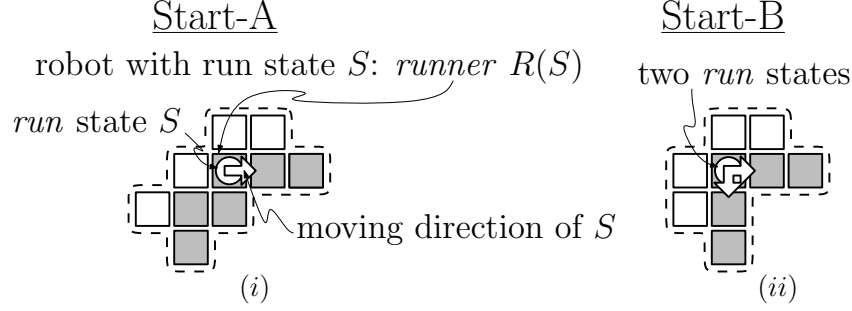 Start-A
Start-B
robot with run state S: runner R(S)
two run states
run state S
moving direction of S
(i)
(ii)